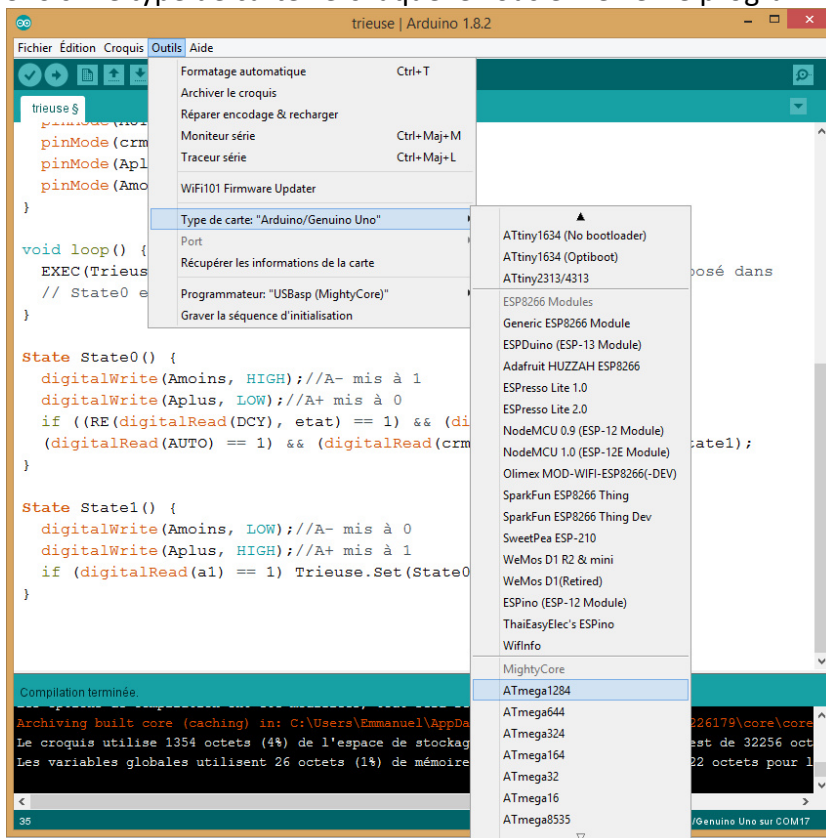 trieuse | Arduino 1.8.2
Fichier Édition Croquis Outils Aide
Formatage automatique Ctrl+T
Archiver le croquis
Réparer encodage & recharger
Moniteur série Ctrl+Maj+M
Traceur série Ctrl+Maj+L
WiFi101 Firmware Updater
Type de carte: "Arduino/Genuino Uno"
Port
Récupérer les informations de la carte
Programmateur: "USBasp (MightyCore)"
Graver la séquence d'initialisation
ATtiny1634 (No bootloader)
ATtiny1634 (Optiboot)
ATtiny2313/4313
ESP8266 Modules
Generic ESP8266 Module
ESPDuino (ESP-13 Module)
Adafruit HUZZAH ESP8266
ESPresso Lite 1.0
ESPresso Lite 2.0
NodeMCU 0.9 (ESP-12 Module)
NodeMCU 1.0 (ESP-12E Module)
Olimex MOD-WIFI-ESP8266(-DEV)
SparkFun ESP8266 Thing
SparkFun ESP8266 Thing Dev
SweetPea ESP-210
WeMos D1 R2 & mini
WeMos D1(Retired)
ESPino (ESP-12 Module)
ThaiEasyElec's ESPino
WifInfo
MightyCore
ATmega1284
ATmega644
ATmega324
ATmega164
ATmega32
ATmega16
ATmega8535
trieuse §
pinMode(crm
pinMode(Apl
pinMode(Amo
}
void loop() {
EXEC(Trieus posé dans
// State0 e
}
State State0() {
digitalWrite(Amoins, HIGH);//A- mis à 1
digitalWrite(Aplus, LOW);//A+ mis à 0
if ((RE(digitalRead(DCY), etat) == 1) && (di
(digitalRead(AUTO) == 1) && (digitalRead(crm tate1);
}
State State1() {
digitalWrite(Amoins, LOW);//A- mis à 0
digitalWrite(Aplus, HIGH);//A+ mis à 1
if (digitalRead(a1) == 1) Trieuse.Set(State0
}
Compilation terminée.
Archiving built core (caching) in: C:\Users\Emmanuel\AppDa 226179\core\core
Le croquis utilise 1354 octets (4%) de l'espace de stockag est de 32256 oct
Les variables globales utilisent 26 octets (1%) de mémoire 22 octets pour l
35 /Genuino Uno sur COM17